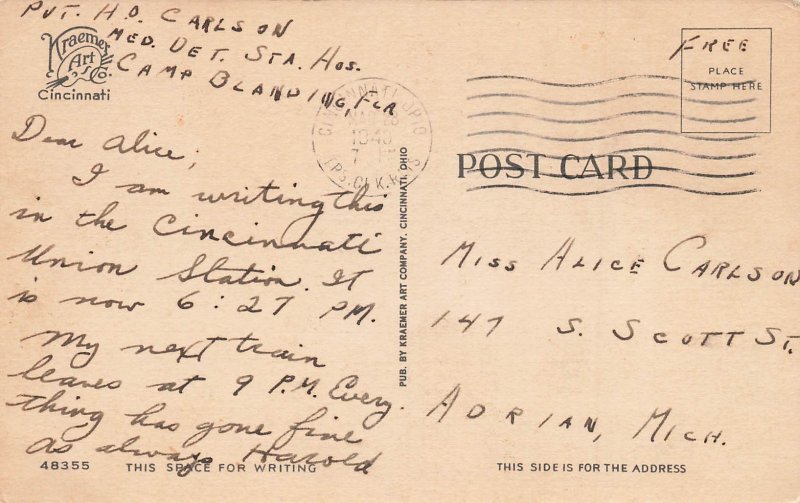 PVT. H.D. CARLSON
MED. DET. STA. HOS.
CAMP BLANDING, FLA
Kraemer
Art
Co.
Cincinnati
Dear Alice;
I am writing this
in the Cincinnati
Union Station. It
is now 6:27 PM.
My next train
leaves at 9 P.M. Every
thing has gone fine
as always Harold
48355 THIS SPACE FOR WRITING
PUB. BY KRAEMER ART COMPANY, CINCINNATI, OHIO
CINCINNATI
1943
FREE
PLACE
STAMP HERE
POST CARD
MISS ALICE CARLSON
147 S. SCOTT ST.
ADRIAN, MICH.
THIS SIDE IS FOR THE ADDRESS